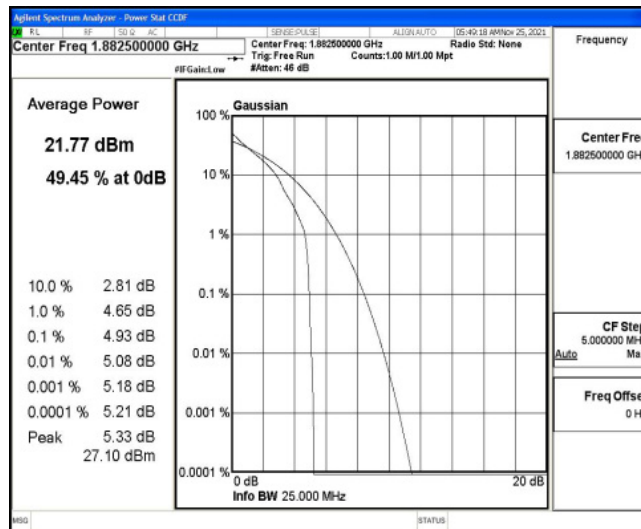 Agilent Spectrum Analyzer - Power Stat CCDF
RL RF 50 Ω AC SENSE:PULSE ALIGN AUTO 05:49:18 AM Nov 25, 2021
Center Freq 1.882500000 GHz
Center Freq: 1.882500000 GHz Radio Std: None
Trig: Free Run Counts:1.00 M/1.00 Mpt
#IFGain:Low #Atten: 46 dB
Frequency
Average Power
21.77 dBm
49.45 % at 0dB
10.0 % 2.81 dB
1.0 % 4.65 dB
0.1 % 4.93 dB
0.01 % 5.08 dB
0.001 % 5.18 dB
0.0001 % 5.21 dB
Peak 5.33 dB
27.10 dBm
Gaussian
100 %
10 %
1 %
0.1 %
0.01 %
0.001 %
0.0001 %
0 dB 20 dB
Info BW 25.000 MHz
Center Fre
1.882500000 GH
CF Step
5.000000 MH
Auto Ma
Freq Offse
0 H
MSG STATUS